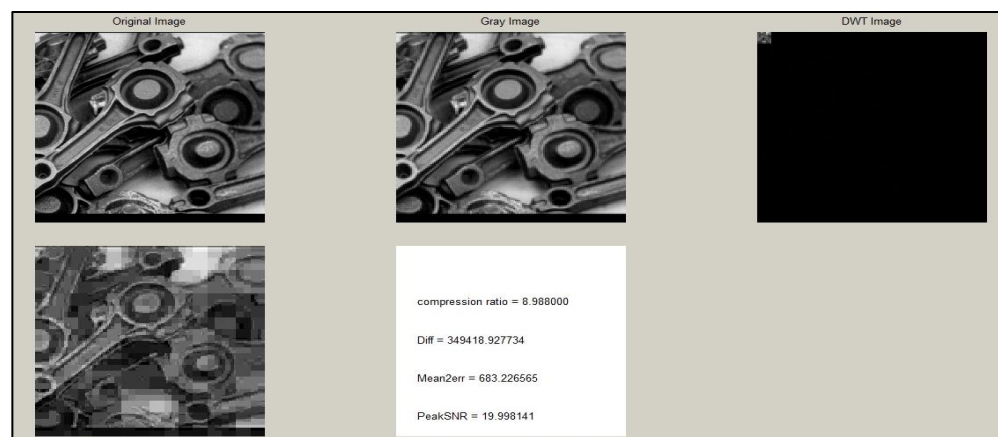 Original Image
Gray Image
DWT Image
compression ratio = 8.988000
Diff = 349418.927734
Mean2err = 683.226565
PeakSNR = 19.998141